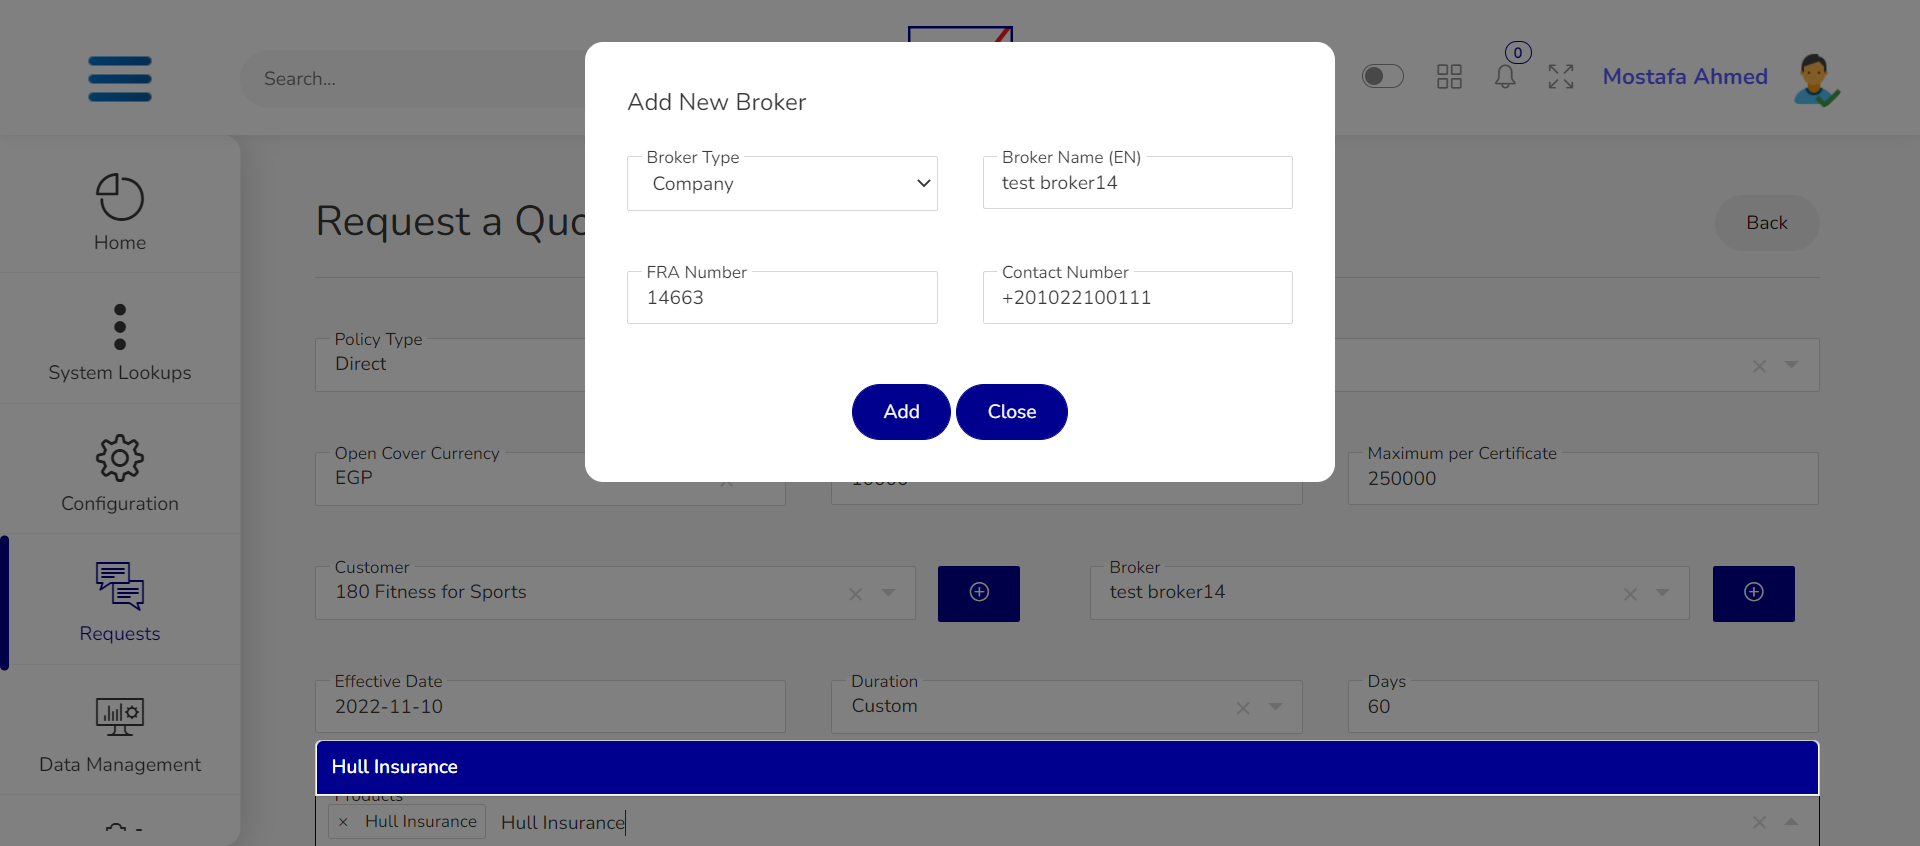 Search...
0
Mostafa Ahmed
Home
System Lookups
Configuration
Requests
Data Management
Request a Quo
Back
Add New Broker
Broker Type
Company
Broker Name (EN)
test broker14
FRA Number
14663
Contact Number
+201022100111
Add
Close
Policy Type
Direct
Open Cover Currency
EGP
Maximum per Certificate
250000
Customer
180 Fitness for Sports
Broker
test broker14
Effective Date
2022-11-10
Duration
Custom
Days
60
Hull Insurance
Products
× Hull Insurance Hull Insurance